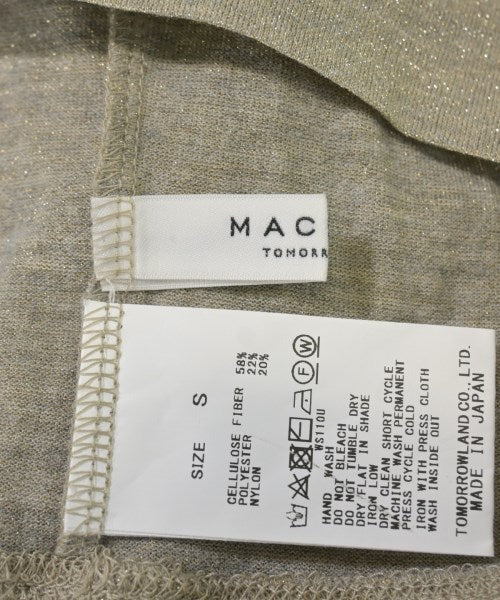 MAC
TOMORR
SIZE S
CELLULOSE FIBER 58%
POLYESTER 22%
NYLON 20%
F W
WS110U
HAND WASH
DO NOT BLEACH
DO NOT TUMBLE DRY
DRY FLAT IN SHADE
IRON LOW
DRY CLEAN SHORT CYCLE
MACHINE WASH PERMANENT
PRESS CYCLE COLD
IRON WITH PRESS CLOTH
WASH INSIDE OUT
TOMORROWLAND CO., LTD.
MADE IN JAPAN